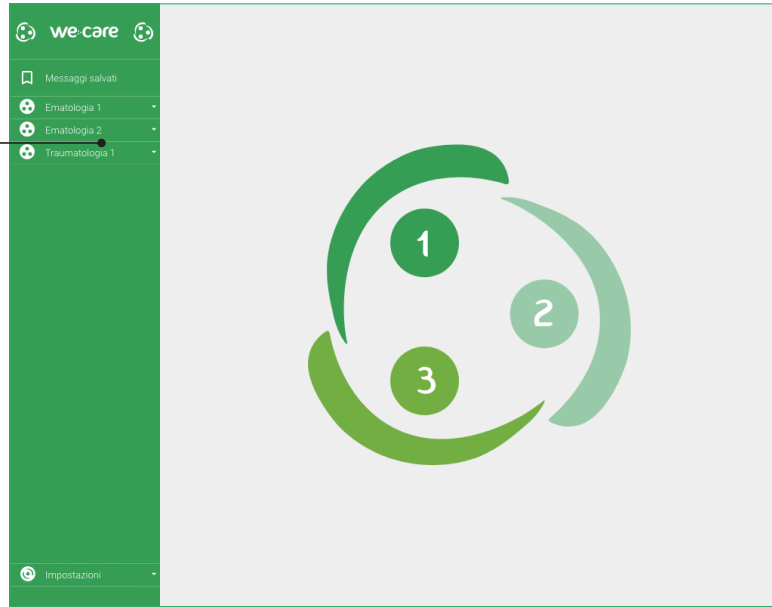 we:care
Messaggi salvati
Ematologia 1
Ematologia 2
Traumatologia 1
1
2
3
Impostazioni